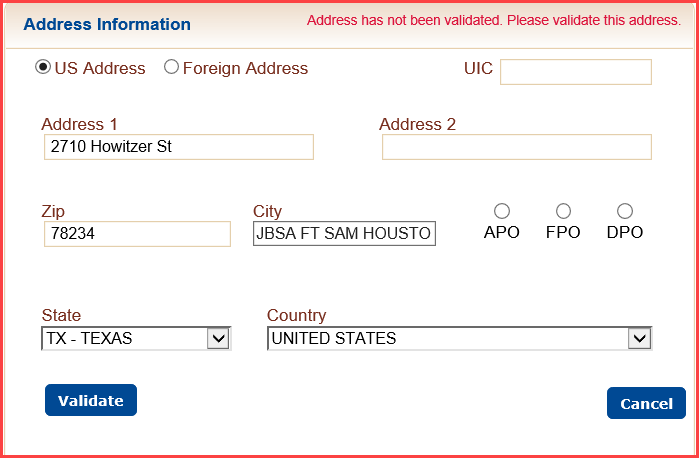 Address Information
Address has not been validated. Please validate this address.
US Address Foreign Address UIC
Address 1 Address 2
2710 Howitzer St
Zip City
78234 JBSA FT SAM HOUSTO
APO FPO DPO
State Country
TX - TEXAS UNITED STATES
Validate Cancel